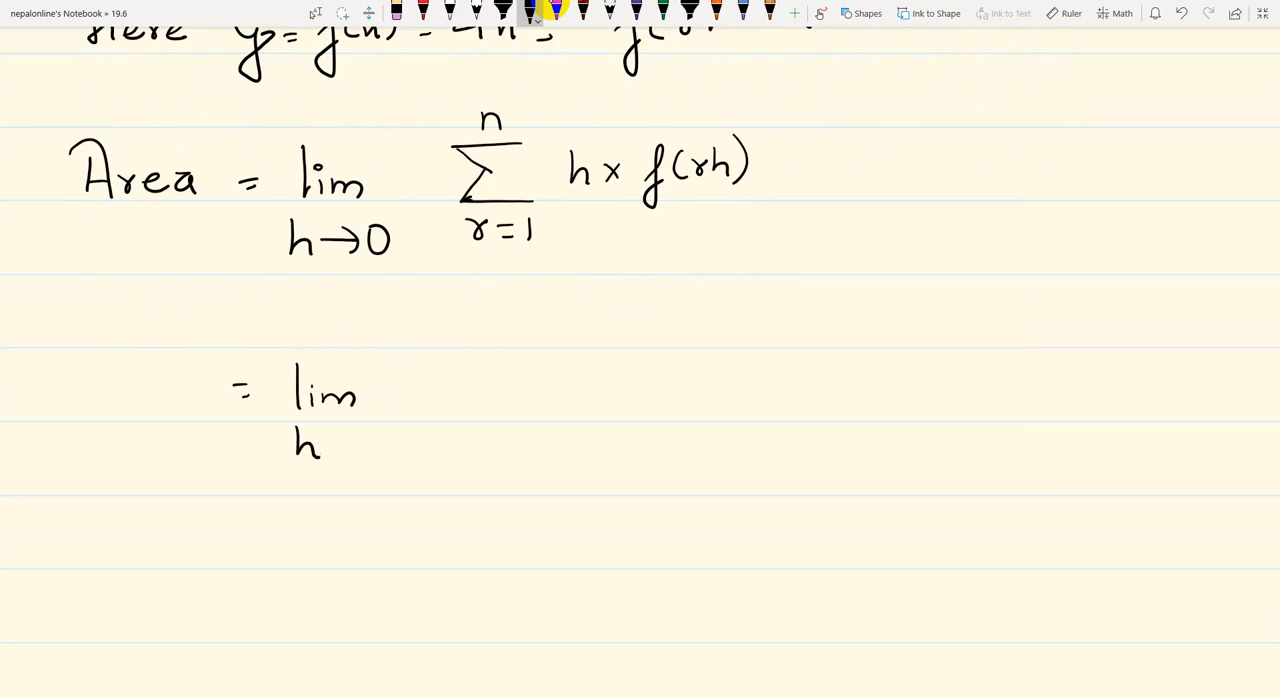 nepalonline's Notebook » 19.6
Shapes Ink to Shape Ink to Text Ruler Math
Here y = f(x) =
n
Area = lim ∑ h × f(rh)
h→0 r=1
= lim
h